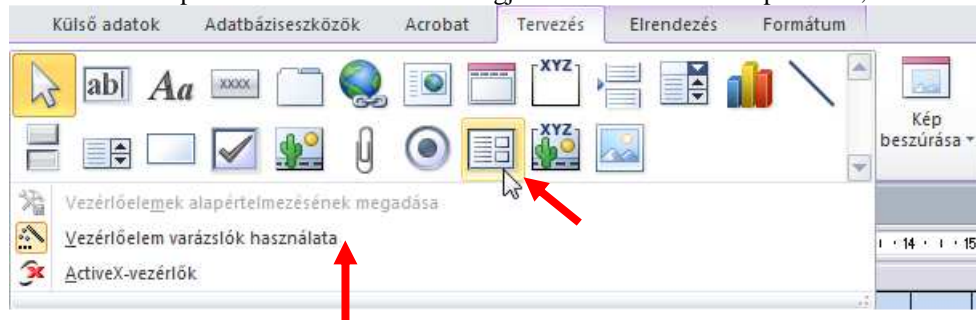 Külső adatok Adatbáziseszközök Acrobat Tervezés Elrendezés Formátum
ab| Aa xxxx XYZ
XYZ
Kép
beszúrása
Vezérlőelemek alapértelmezésének megadása
Vezérlőelem varázslók használata
ActiveX-vezérlők
14 15